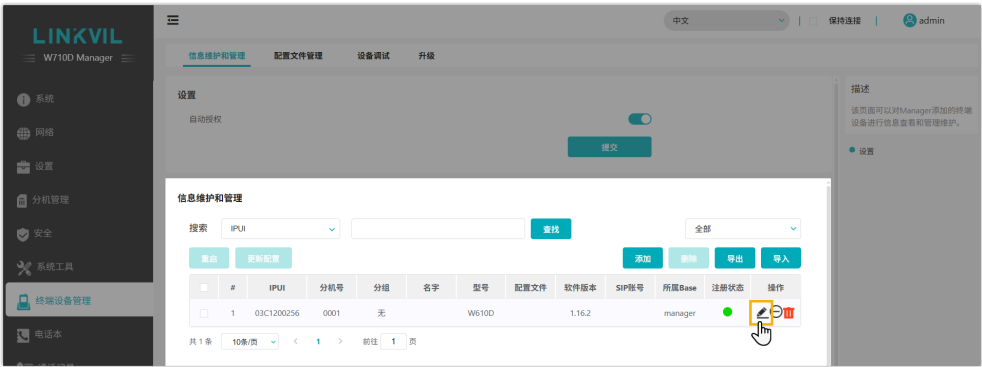 LINKVIL
W710D Manager
系统
网络
设置
分机管理
安全
系统工具
终端设备管理
电话本
中文
保持连接
admin
信息维护和管理 配置文件管理 设备调试 升级
设置
自动授权
提交
描述
该页面可以对Manager添加的终端
设备进行信息查看和管理维护。
设置
信息维护和管理
搜索 IPUI 查找 全部
重启 更新配置 添加 删除 导出 导入
# IPUI 分机号 分组 名字 型号 配置文件 软件版本 SIP账号 所属Base 注册状态 操作
1 03C1200256 0001 无 W610D 1.16.2 manager
共 1 条 10条/页 < 1 > 前往 1 页